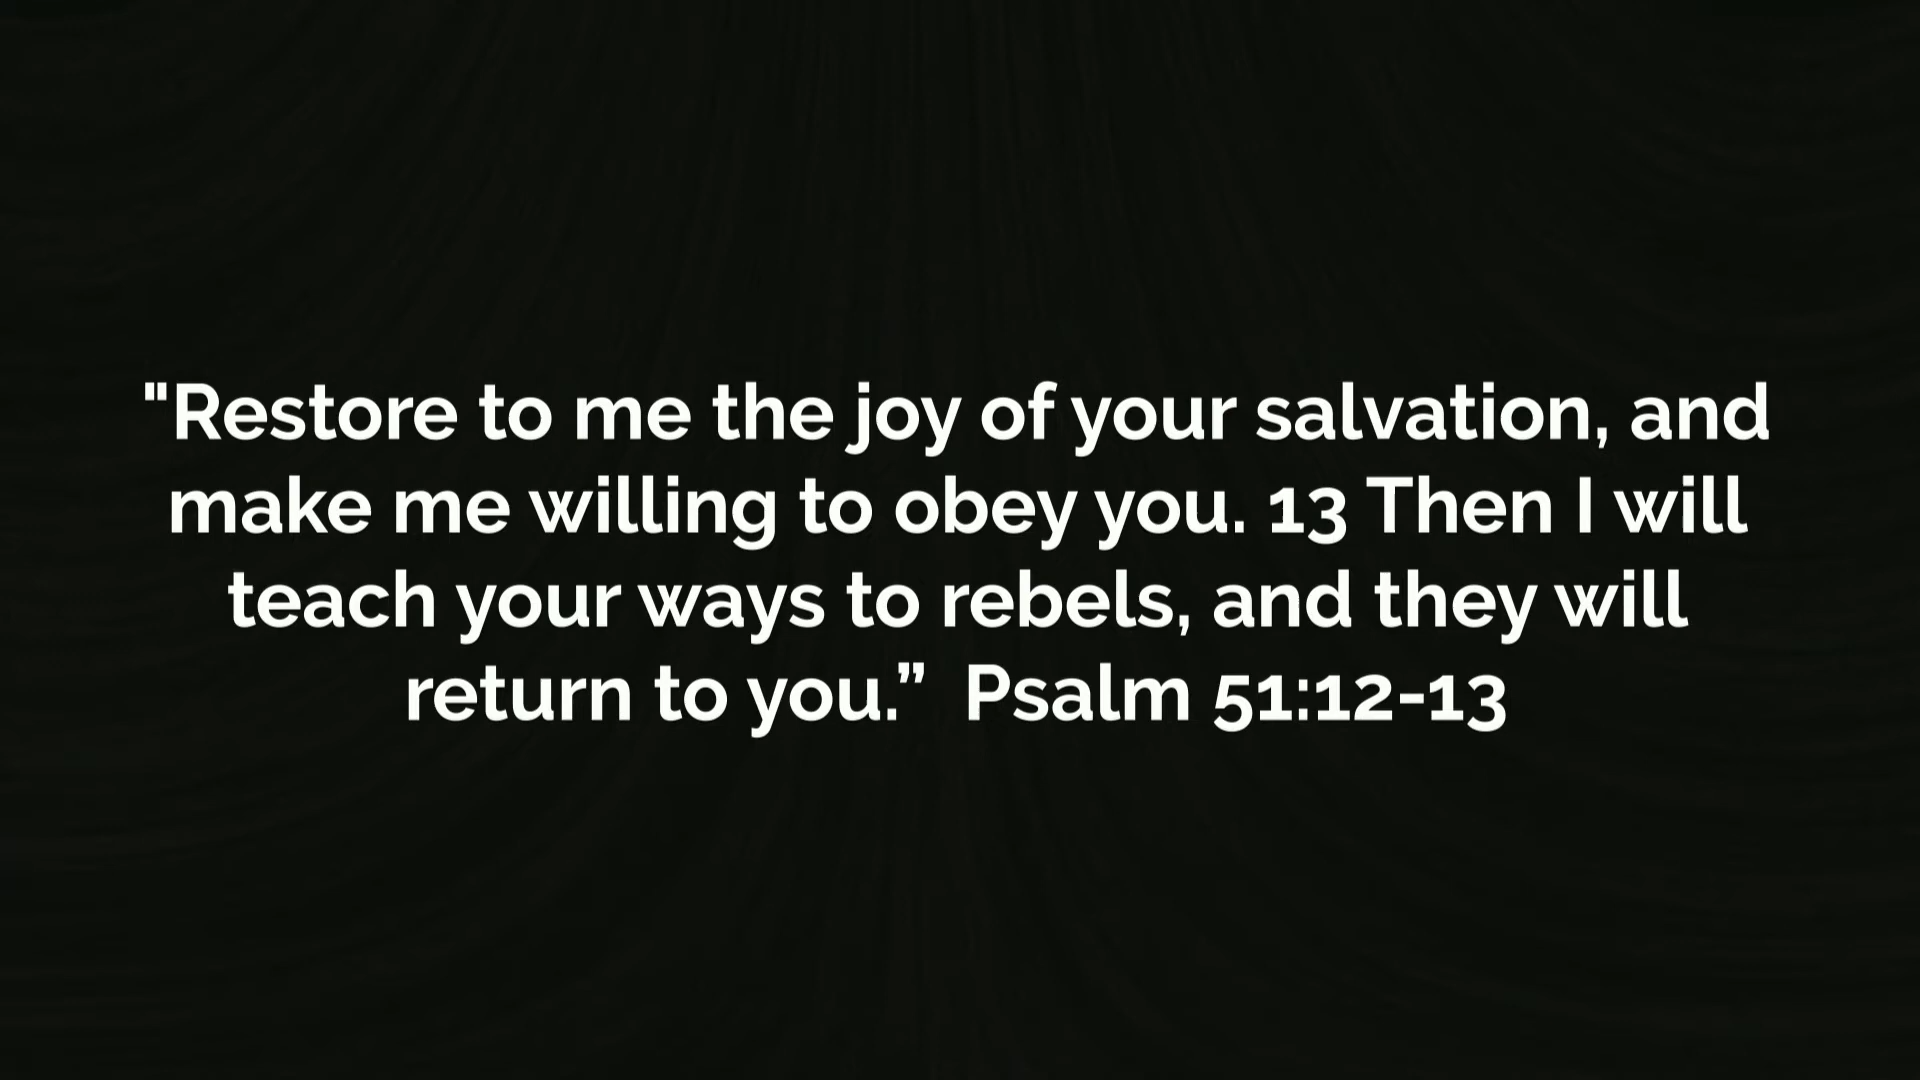 "Restore to me the joy of your salvation, and
make me willing to obey you. 13 Then I will
teach your ways to rebels, and they will
return to you.”  Psalm 51:12-13